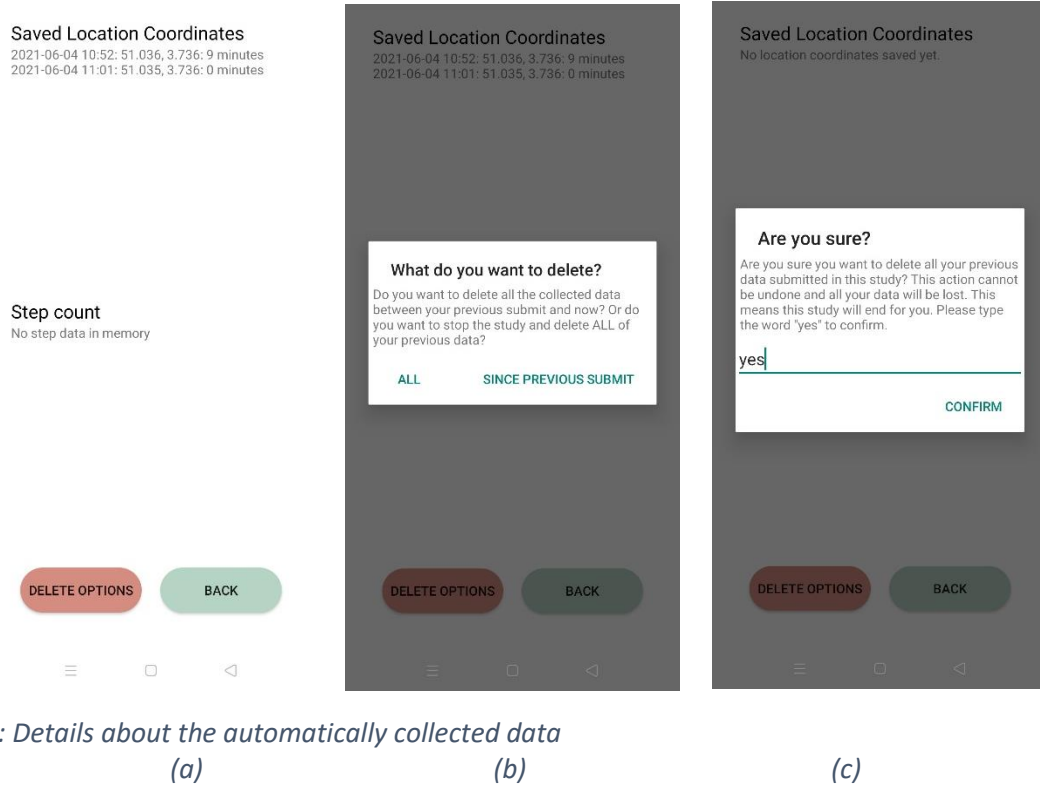 Saved Location Coordinates
2021-06-04 10:52: 51.036, 3.736: 9 minutes
2021-06-04 11:01: 51.035, 3.736: 0 minutes
Step count
No step data in memory
DELETE OPTIONS
BACK
Saved Location Coordinates
2021-06-04 10:52: 51.036, 3.736: 9 minutes
2021-06-04 11:01: 51.035, 3.736: 0 minutes
What do you want to delete?
Do you want to delete all the collected data
between your previous submit and now? Or do
you want to stop the study and delete ALL of
your previous data?
ALL
SINCE PREVIOUS SUBMIT
DELETE OPTIONS
BACK
Saved Location Coordinates
No location coordinates saved yet.
Are you sure?
Are you sure you want to delete all your previous
data submitted in this study? This action cannot
be undone and all your data will be lost. This
means this study will end for you. Please type
the word "yes" to confirm.
yes
CONFIRM
DELETE OPTIONS
BACK
: Details about the automatically collected data
(a) (b) (c)